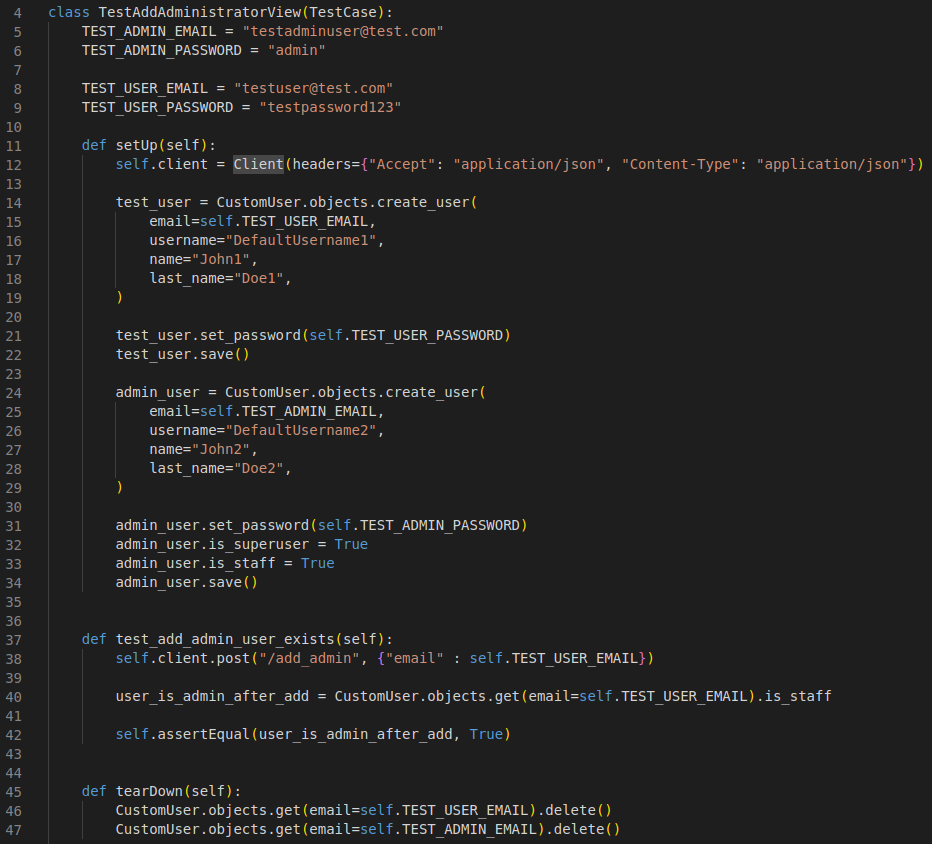 4 class TestAddAdministratorView(TestCase):
5     TEST_ADMIN_EMAIL = "testadminuser@test.com"
6     TEST_ADMIN_PASSWORD = "admin"
7
8     TEST_USER_EMAIL = "testuser@test.com"
9     TEST_USER_PASSWORD = "testpassword123"
10
11     def setUp(self):
12         self.client = Client(headers={"Accept": "application/json", "Content-Type": "application/json"})
13
14         test_user = CustomUser.objects.create_user(
15             email=self.TEST_USER_EMAIL,
16             username="DefaultUsername1",
17             name="John1",
18             last_name="Doe1",
19         )
20
21         test_user.set_password(self.TEST_USER_PASSWORD)
22         test_user.save()
23
24         admin_user = CustomUser.objects.create_user(
25             email=self.TEST_ADMIN_EMAIL,
26             username="DefaultUsername2",
27             name="John2",
28             last_name="Doe2",
29         )
30
31         admin_user.set_password(self.TEST_ADMIN_PASSWORD)
32         admin_user.is_superuser = True
33         admin_user.is_staff = True
34         admin_user.save()
35
36
37     def test_add_admin_user_exists(self):
38         self.client.post("/add_admin", {"email" : self.TEST_USER_EMAIL})
39
40         user_is_admin_after_add = CustomUser.objects.get(email=self.TEST_USER_EMAIL).is_staff
41
42         self.assertEqual(user_is_admin_after_add, True)
43
44
45     def tearDown(self):
46         CustomUser.objects.get(email=self.TEST_USER_EMAIL).delete()
47         CustomUser.objects.get(email=self.TEST_ADMIN_EMAIL).delete()